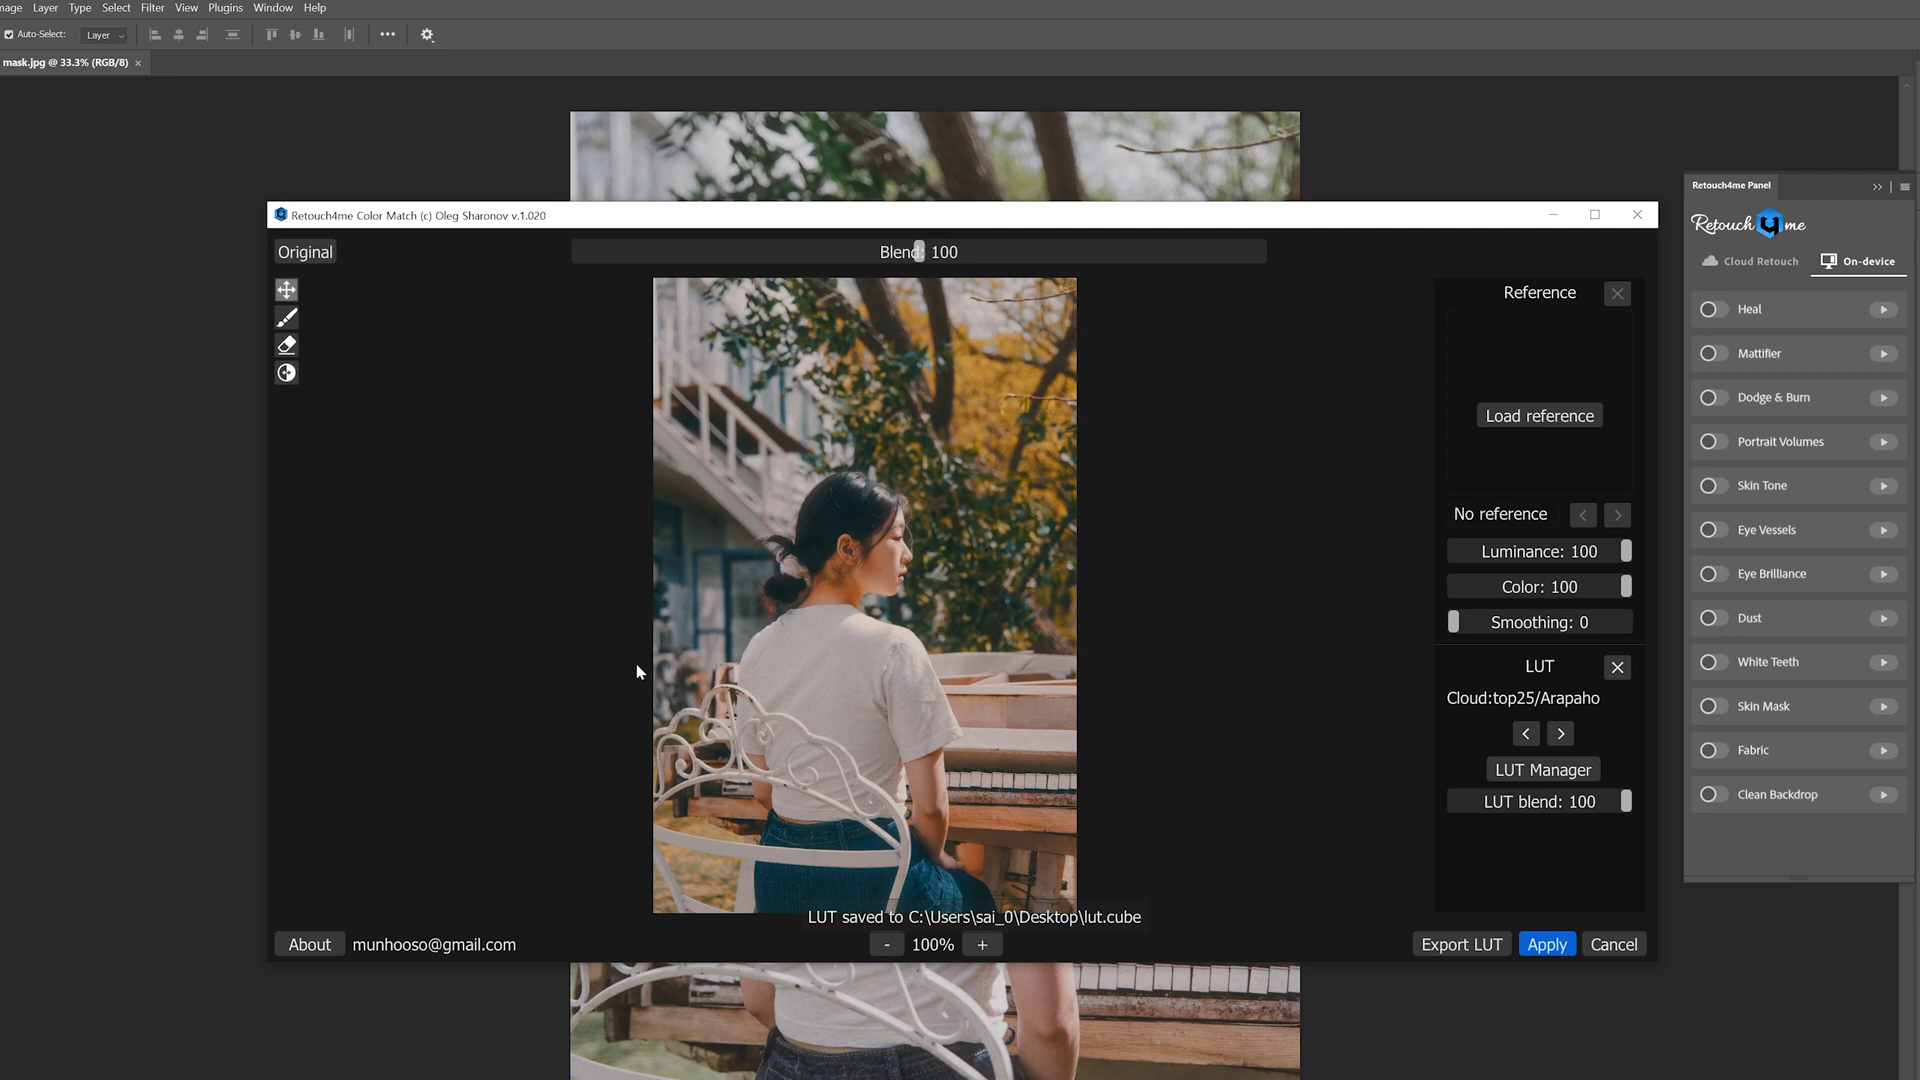 mage Layer Type Select Filter View Plugins Window Help
Auto-Select: Layer
mask.jpg @ 33.3% (RGB/8)
Retouch4me Color Match (c) Oleg Sharonov v.1.020
Original
Blend: 100
Reference
Load reference
No reference
Luminance: 100
Color: 100
Smoothing: 0
LUT
Cloud:top25/Arapaho
LUT Manager
LUT blend: 100
LUT saved to C:\Users\sai_0\Desktop\lut.cube
About munhooso@gmail.com
- 100% +
Export LUT Apply Cancel
Retouch4me Panel
Retouch4me
Cloud Retouch On-device
Heal
Mattifier
Dodge & Burn
Portrait Volumes
Skin Tone
Eye Vessels
Eye Brilliance
Dust
White Teeth
Skin Mask
Fabric
Clean Backdrop